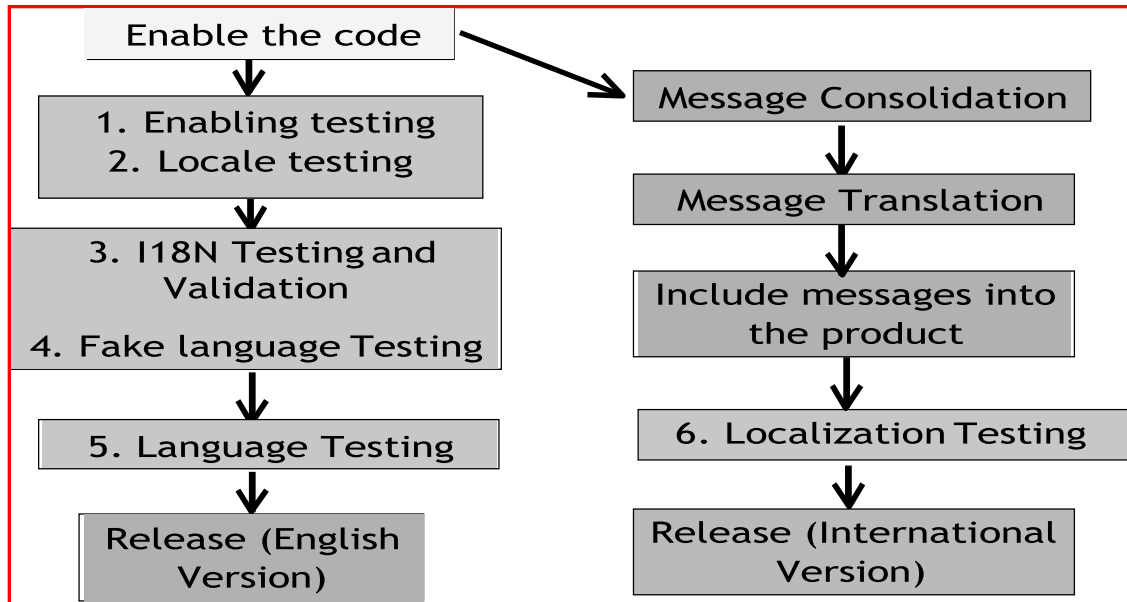 Enable the code
1. Enabling testing
2. Locale testing
3. I18N Testing and
Validation
4. Fake language Testing
5. Language Testing
Release (English
Version)
Message Consolidation
Message Translation
Include messages into
the product
6. Localization Testing
Release (International
Version)